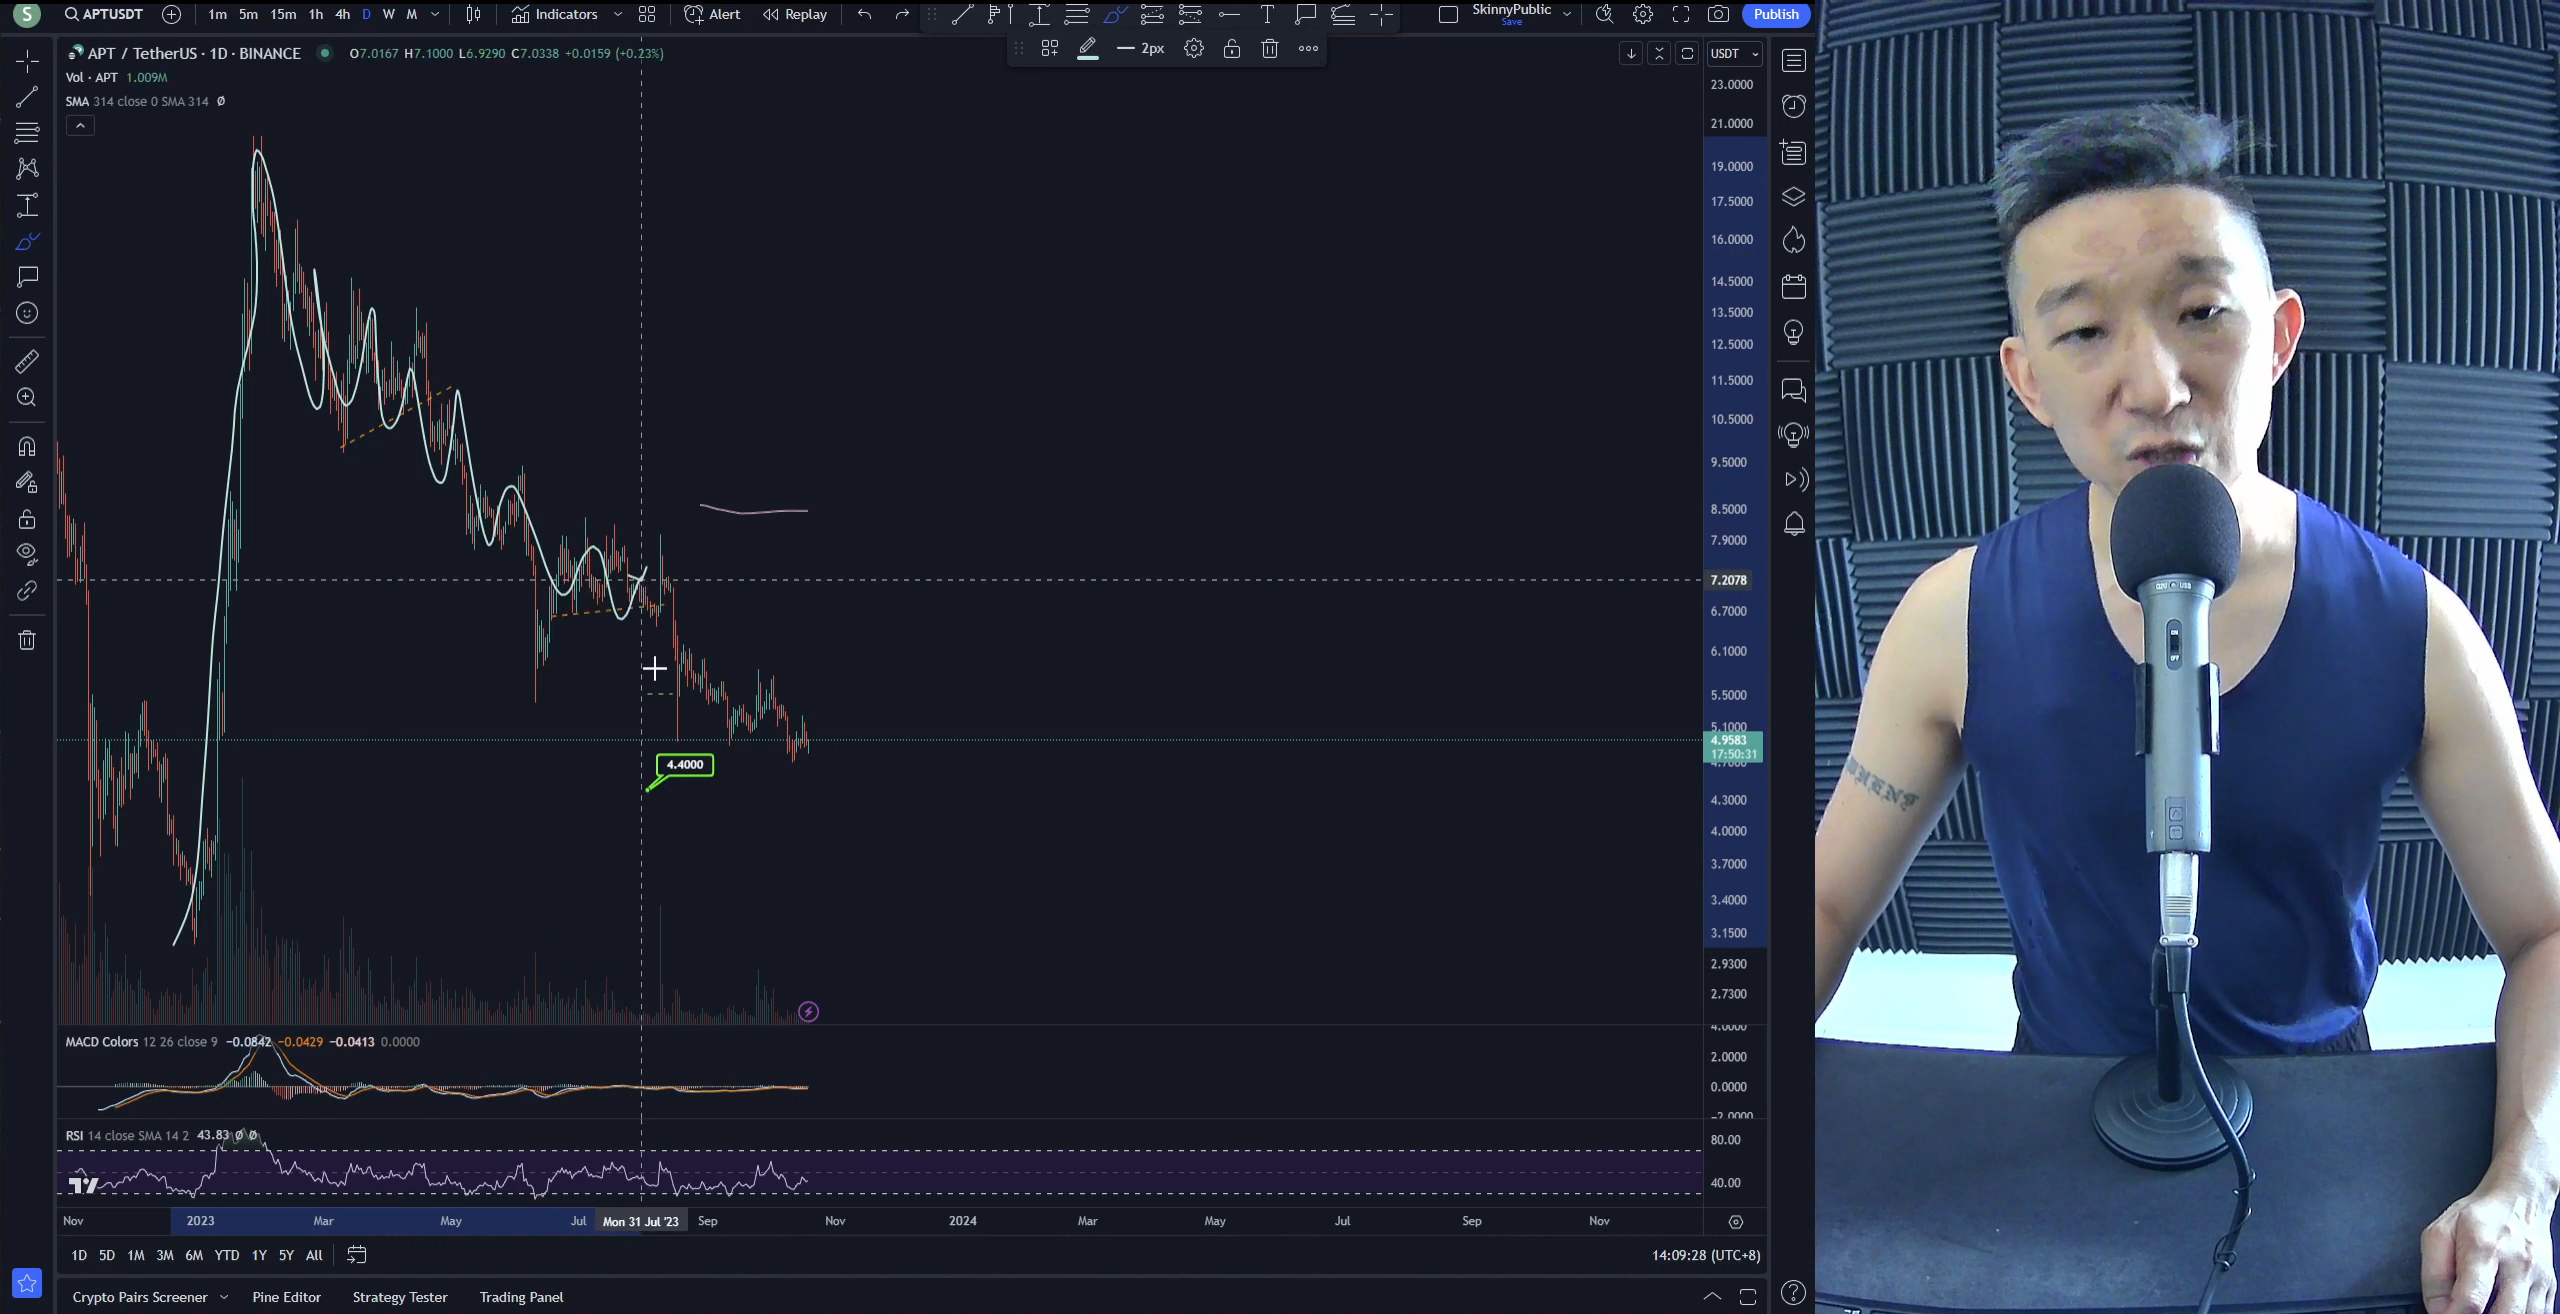 S
APTUSDT
1m 5m 15m 1h 4h D W M
Indicators
Alert
Replay
SkinnyPublic
Save
Publish
2px
APT / TetherUS · 1D · BINANCE
O7.0167 H7.1000 L6.9290 C7.0338 +0.0159 (+0.23%)
USDT
Vol · APT 1.009M
SMA 314 close 0 SMA 314 Ø
23.0000
21.0000
19.0000
17.5000
16.0000
14.5000
13.5000
12.5000
11.5000
10.5000
9.5000
8.5000
7.9000
7.2078
6.7000
6.1000
5.5000
5.1000
4.9583
17:50:31
4.7000
4.4000
4.3000
4.0000
3.7000
3.4000
3.1500
2.9300
2.7300
4.0000
MACD Colors 12 26 close 9 −0.0842 −0.0429 −0.0413 0.0000
2.0000
0.0000
−2.0000
RSI 14 close SMA 14 2 43.83 Ø Ø
80.00
40.00
Nov 2023 Mar May Jul Mon 31 Jul '23 Sep Nov 2024 Mar May Jul Sep Nov
1D 5D 1M 3M 6M YTD 1Y 5Y All
14:09:28 (UTC+8)
Crypto Pairs Screener
Pine Editor
Strategy Tester
Trading Panel